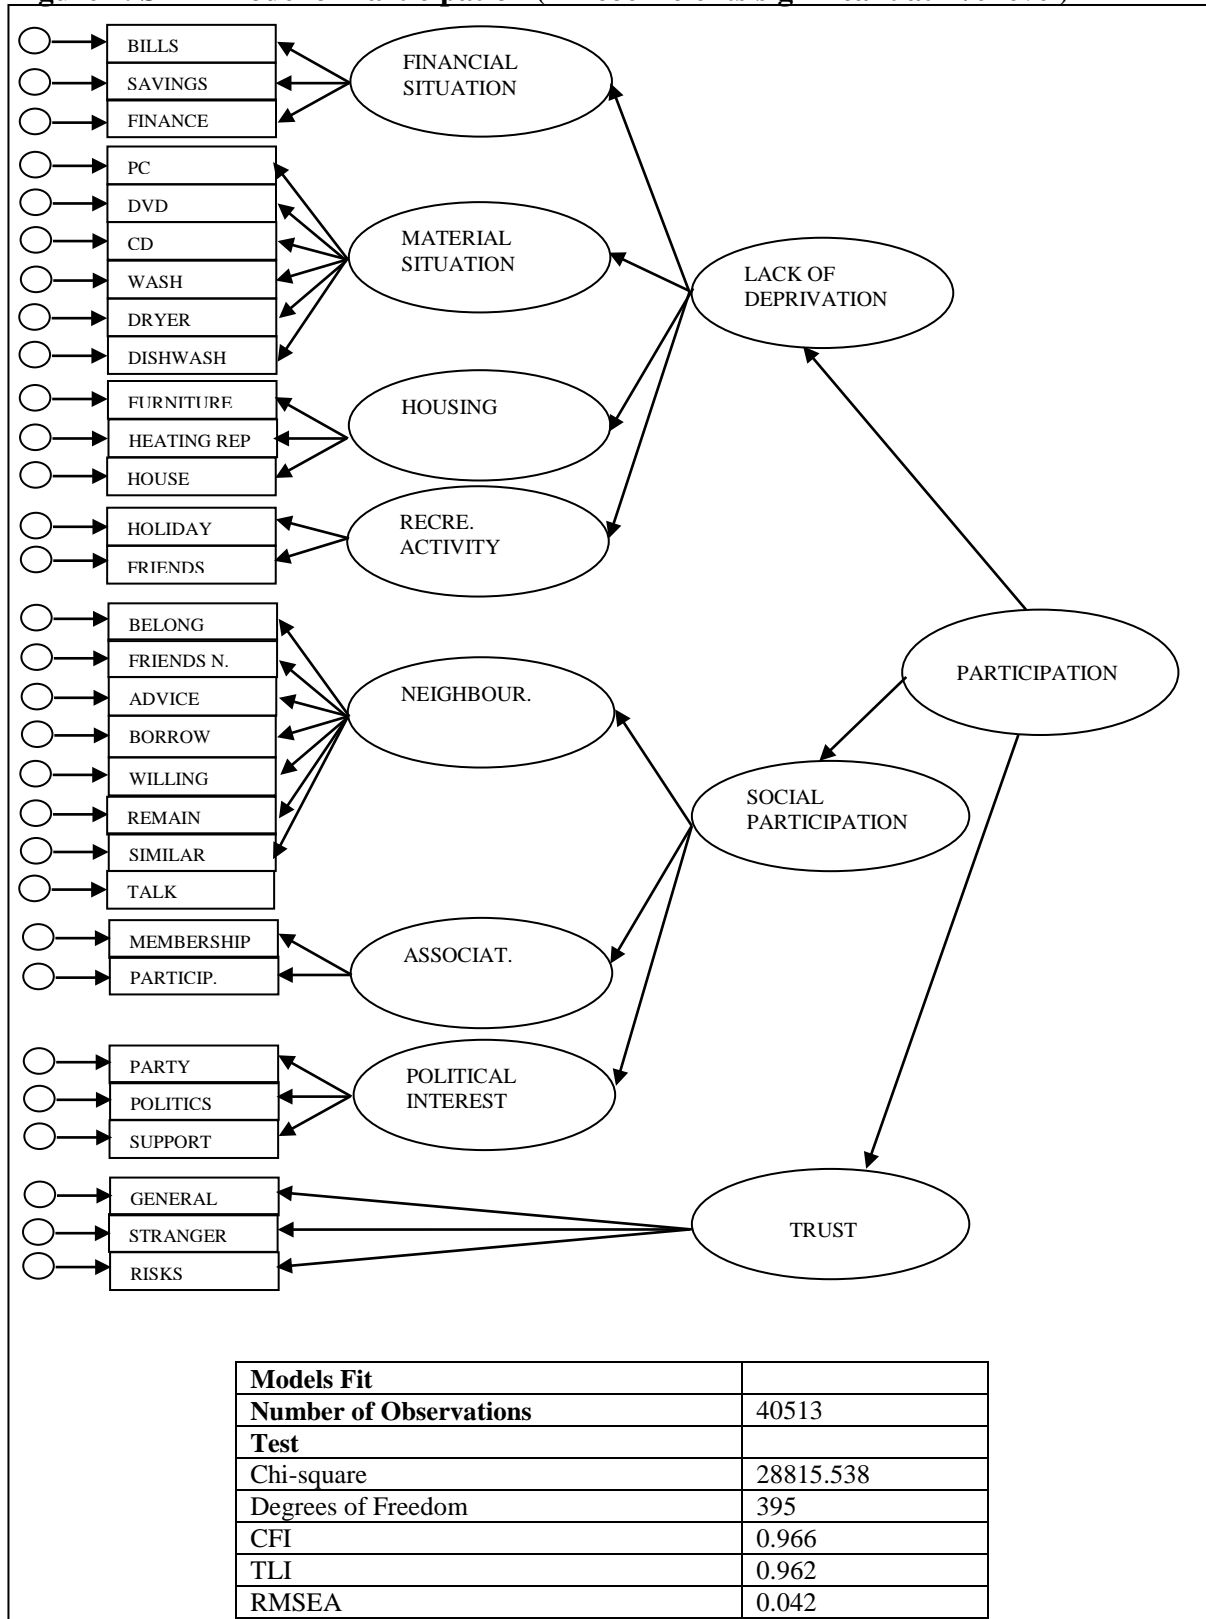 BILLS
SAVINGS
FINANCE
FINANCIAL
SITUATION
PC
DVD
CD
WASH
DRYER
DISHWASH
MATERIAL
SITUATION
LACK OF
DEPRIVATION
FURNITURE
HEATING REP
HOUSE
HOUSING
HOLIDAY
FRIENDS
RECRE.
ACTIVITY
BELONG
FRIENDS N.
ADVICE
BORROW
WILLING
REMAIN
SIMILAR
TALK
NEIGHBOUR.
PARTICIPATION
SOCIAL
PARTICIPATION
MEMBERSHIP
PARTICIP.
ASSOCIAT.
PARTY
POLITICS
SUPPORT
POLITICAL
INTEREST
GENERAL
STRANGER
RISKS
TRUST
Models Fit
Number of Observations 40513
Test
Chi-square 28815.538
Degrees of Freedom 395
CFI 0.966
TLI 0.962
RMSEA 0.042